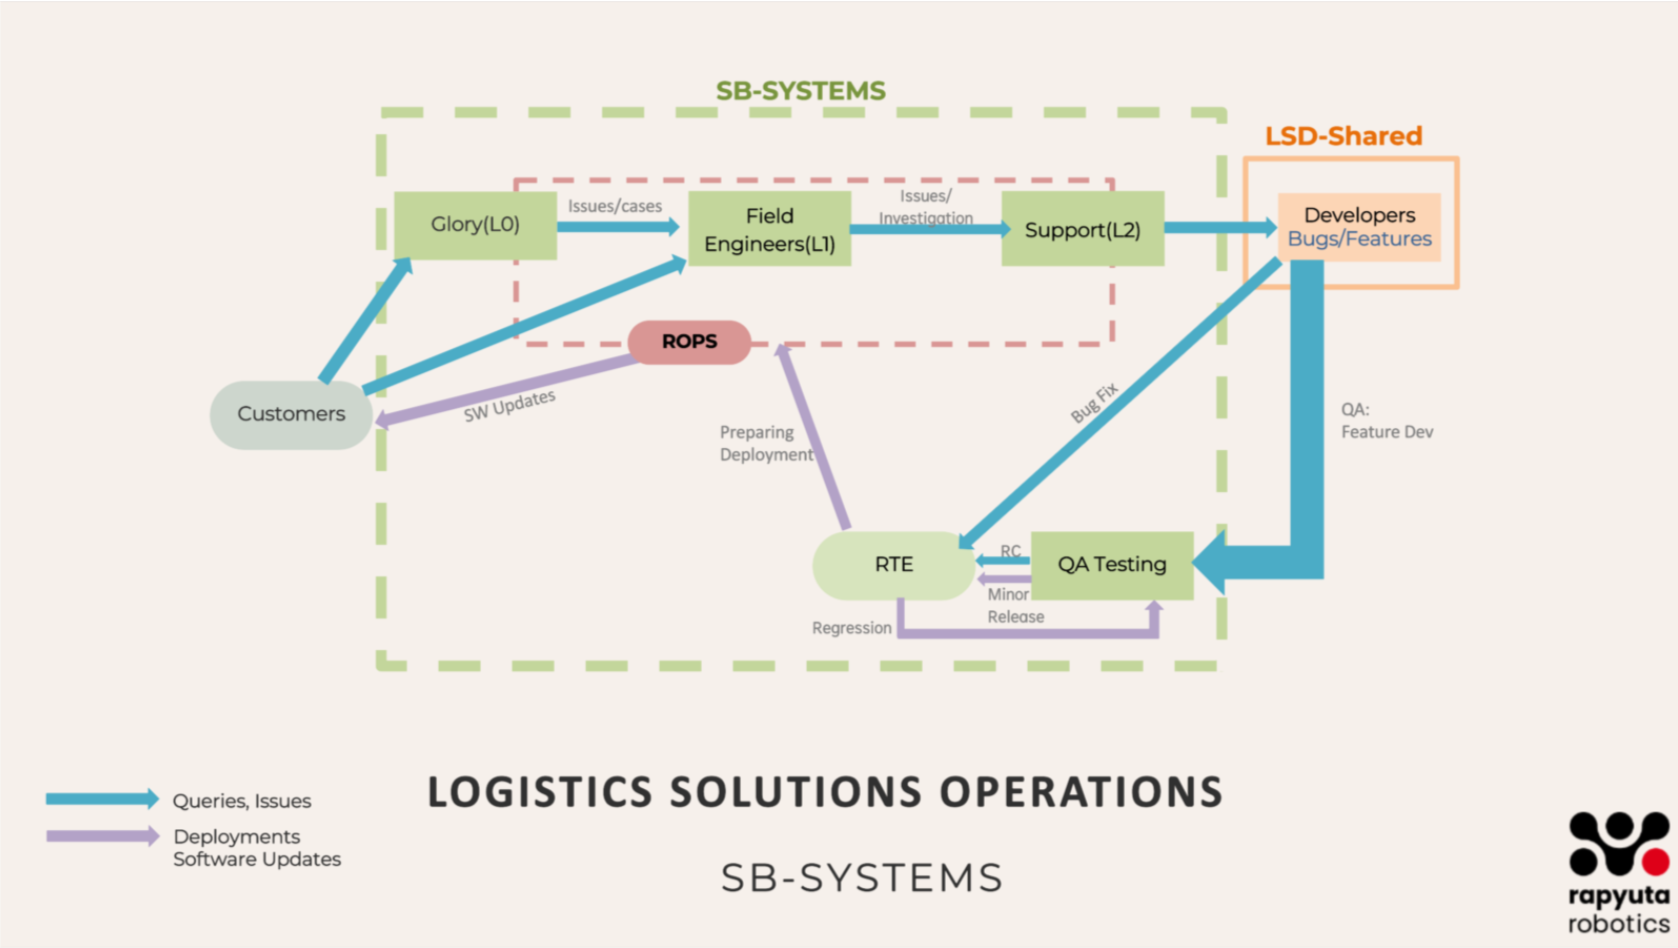 SB-SYSTEMS
LSD-Shared
Glory(L0)
Issues/cases
Field
Engineers(L1)
Issues/
Investigation
Support(L2)
Developers
Bugs/Features
ROPS
Customers
SW Updates
Preparing
Deployment
Bug Fix
QA:
Feature Dev
RTE
RC
QA Testing
Minor
Release
Regression
Queries, Issues
Deployments
Software Updates
LOGISTICS SOLUTIONS OPERATIONS
SB-SYSTEMS
rapyuta
robotics